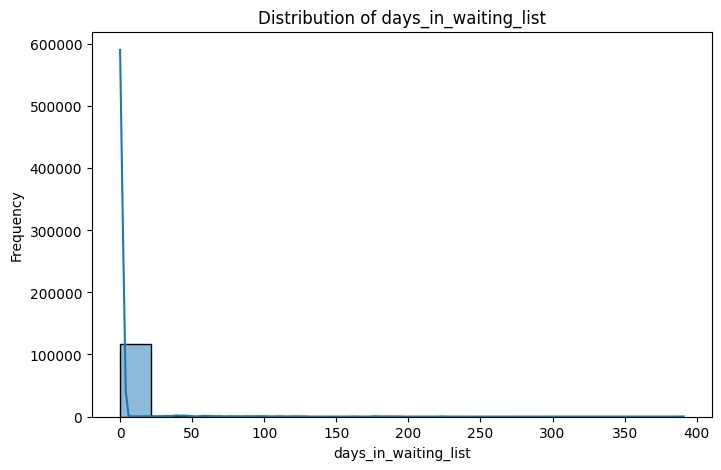 Distribution of days_in_waiting_list
600000
500000
400000
300000
200000
100000
0
Frequency
0 50 100 150 200 250 300 350 400
days_in_waiting_list